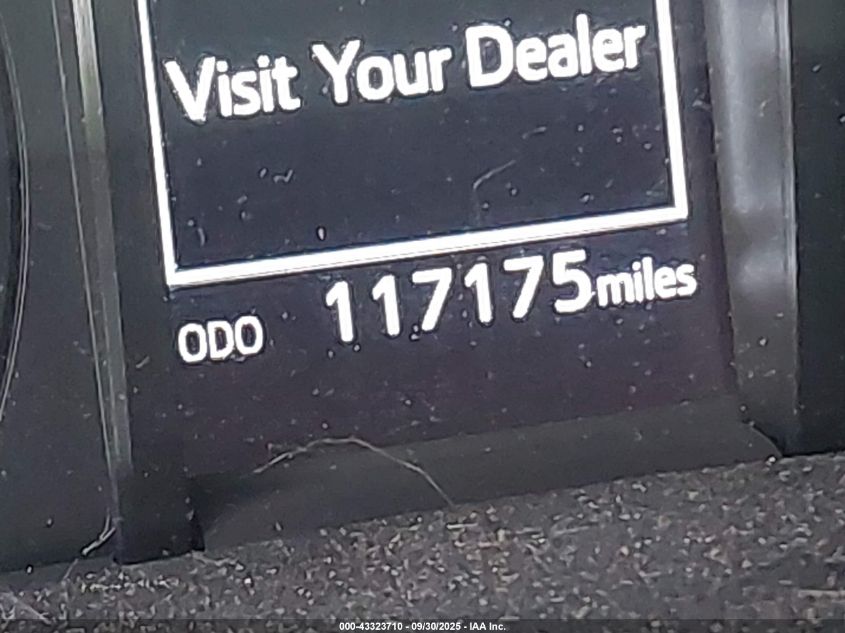 Visit Your Dealer
ODO 117175miles
000-43323710 - 09/30/2025 - IAA Inc.